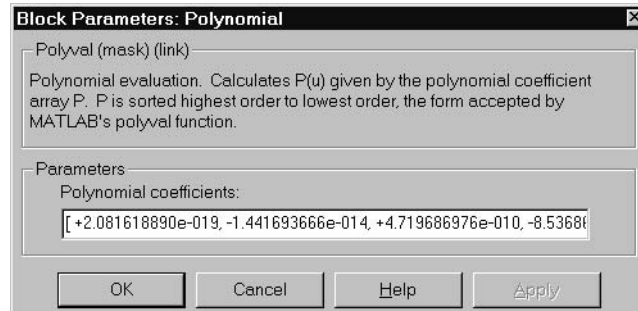 Block Parameters: Polynomial
Polyval (mask) (link)
Polynomial evaluation. Calculates P(u) given by the polynomial coefficient
array P. P is sorted highest order to lowest order, the form accepted by
MATLAB's polyval function.
Parameters
Polynomial coefficients:
[ +2.081618890e-019, -1.441693666e-014, +4.719686976e-010, -8.5368
OK Cancel Help Apply